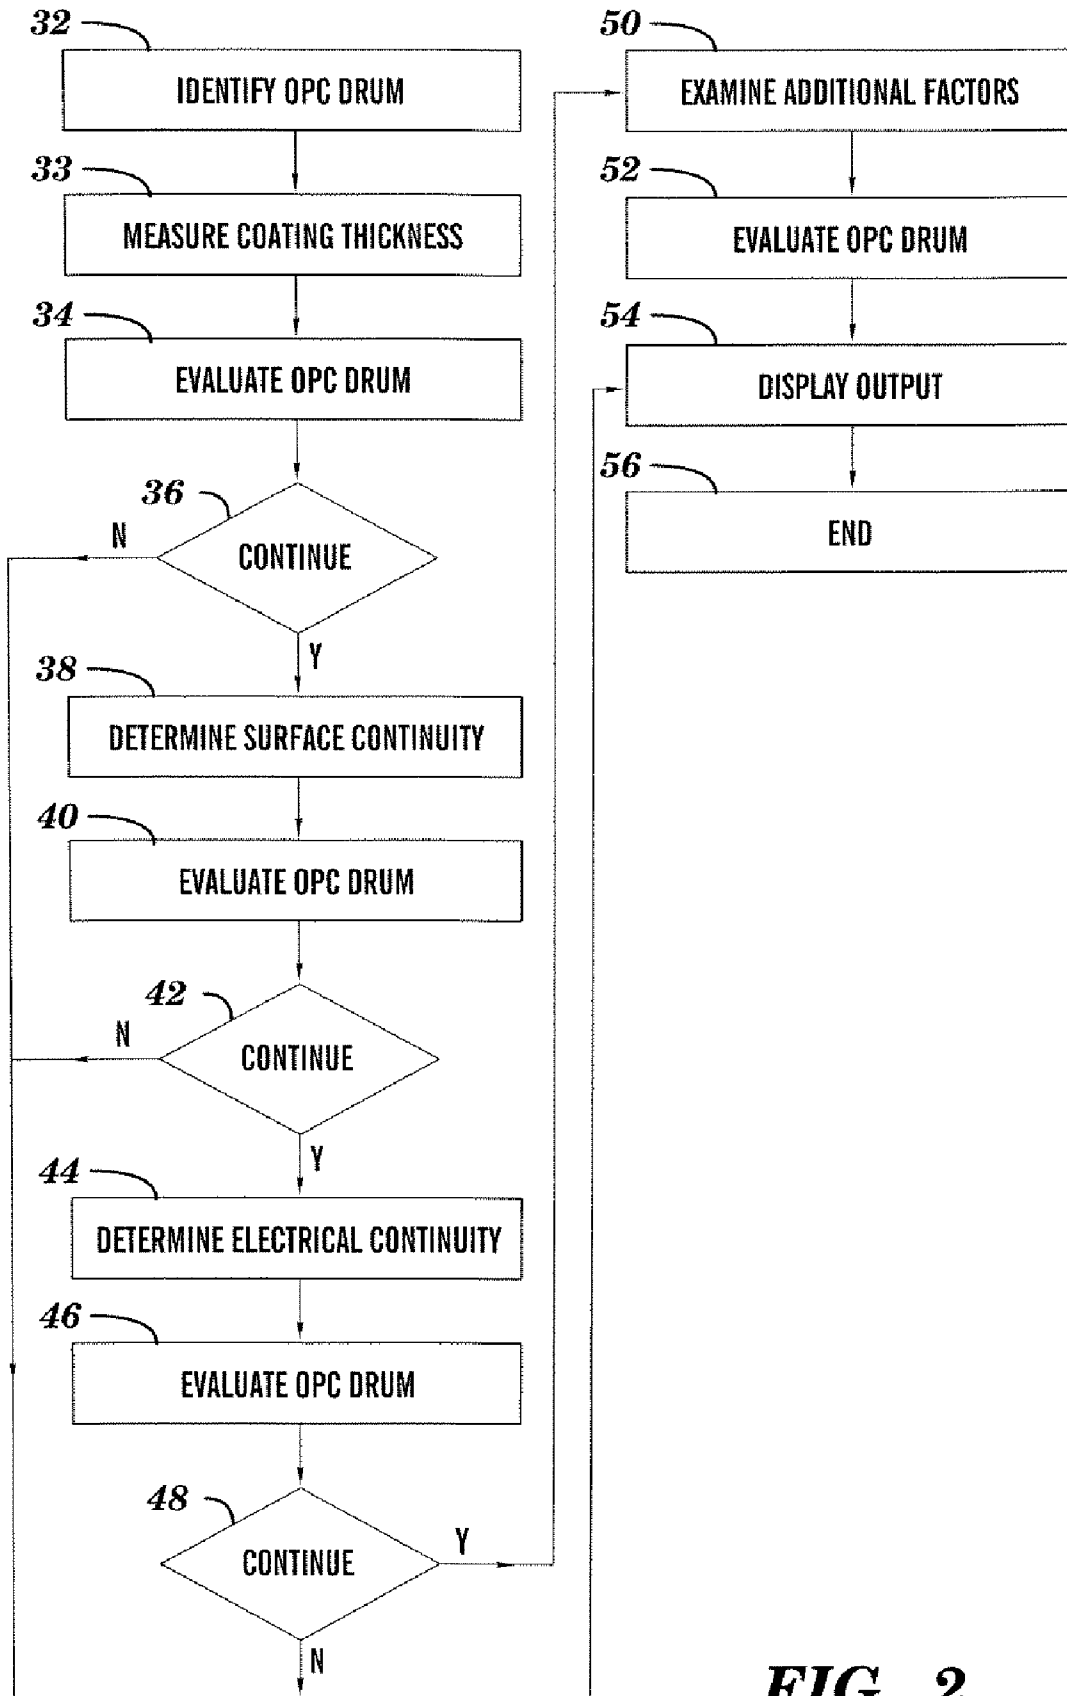 32
IDENTIFY OPC DRUM
33
MEASURE COATING THICKNESS
34
EVALUATE OPC DRUM
36
CONTINUE
N
Y
38
DETERMINE SURFACE CONTINUITY
40
EVALUATE OPC DRUM
42
CONTINUE
N
Y
44
DETERMINE ELECTRICAL CONTINUITY
46
EVALUATE OPC DRUM
48
CONTINUE
Y
N
50
EXAMINE ADDITIONAL FACTORS
52
EVALUATE OPC DRUM
54
DISPLAY OUTPUT
56
END
FIG. 2